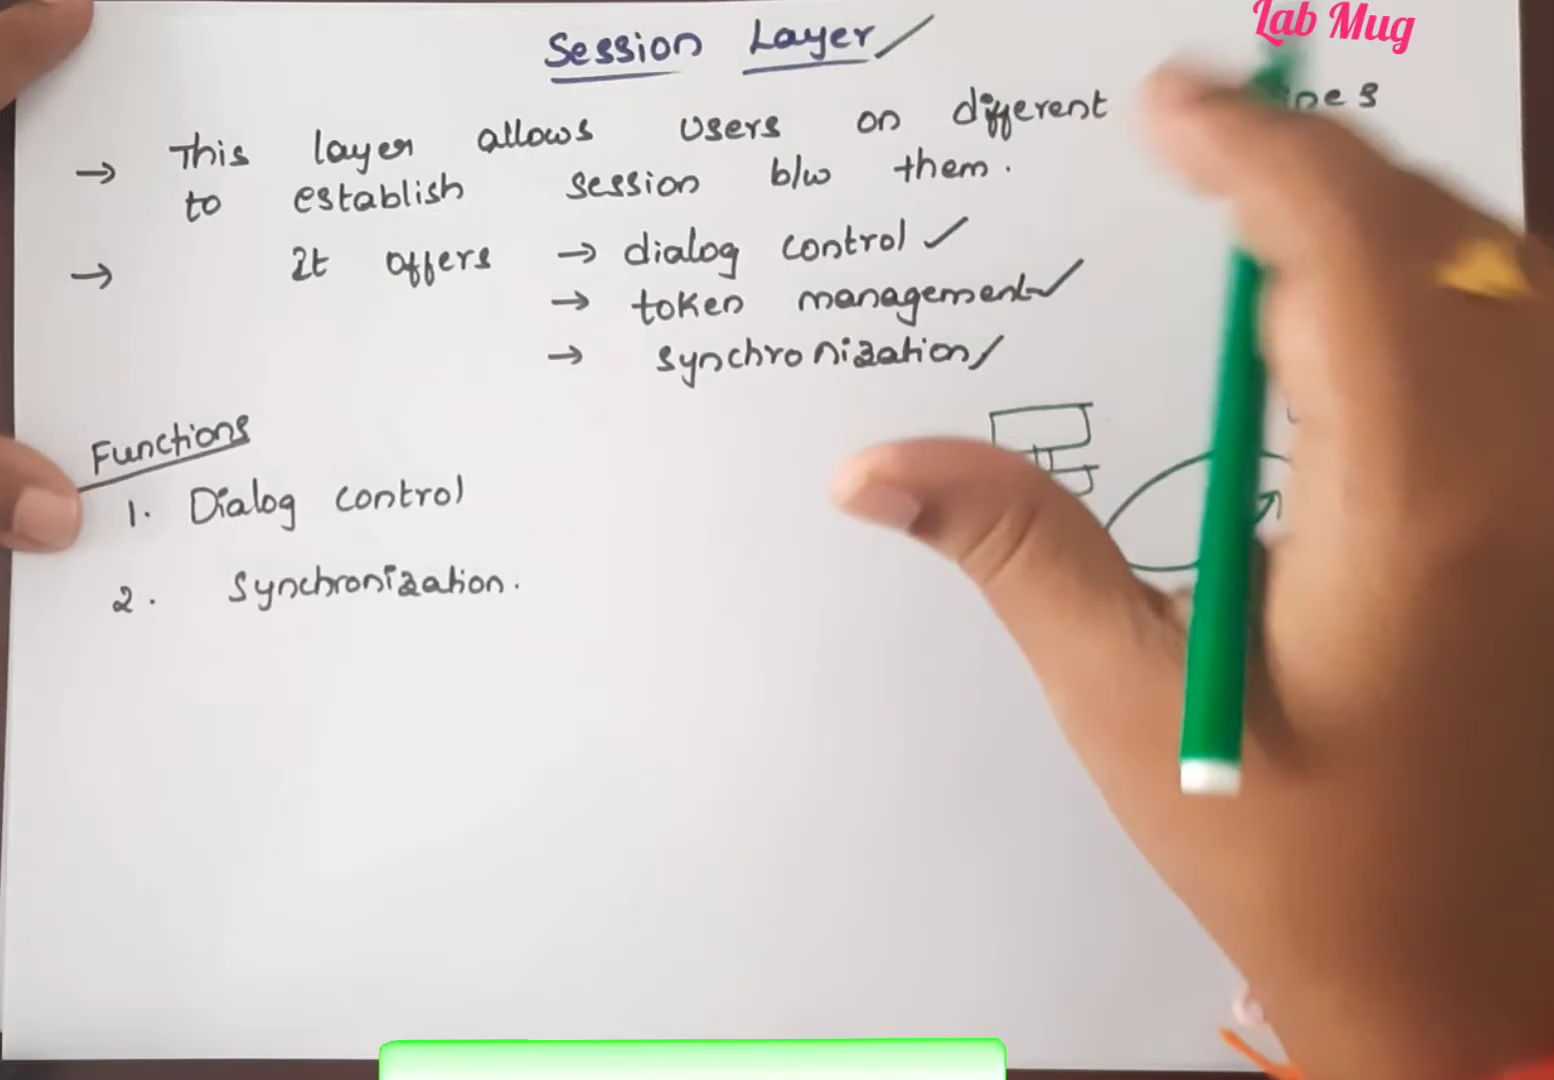 Lab Mug
Session Layer
→ This layer allows users on different
to establish session b/w them.
→ It offers → dialog control ✓
→ token management ✓
→ synchronization
Functions
1. Dialog control
2. Synchronization.